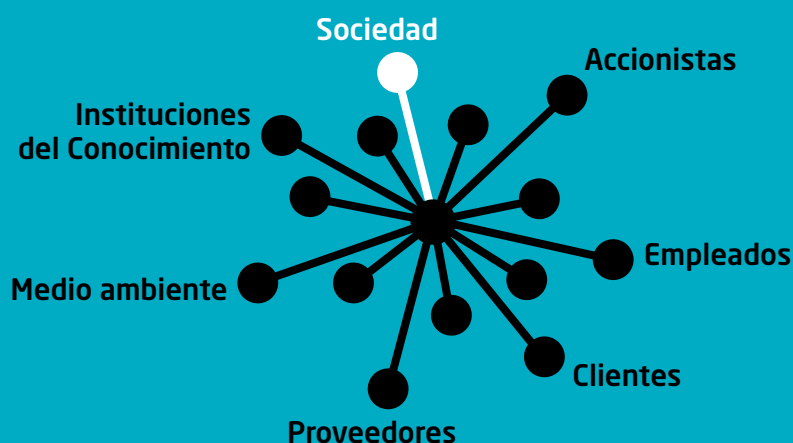 Sociedad
Accionistas
Instituciones
del Conocimiento
Empleados
Medio ambiente
Clientes
Proveedores